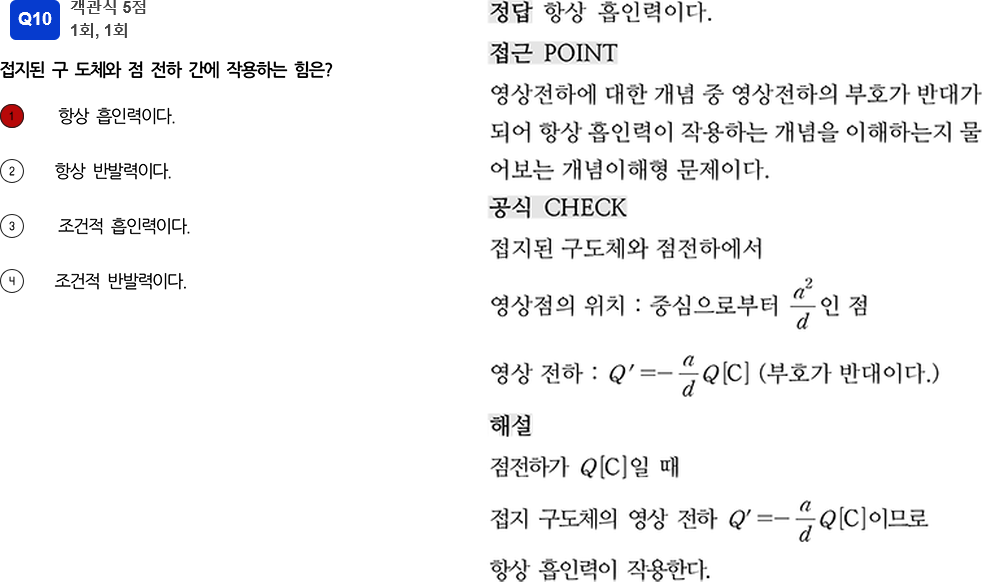 Q10
객관식 5점
1회, 1회
접지된 구 도체와 점 전하 간에 작용하는 힘은?
1 항상 흡인력이다.
2 항상 반발력이다.
3 조건적 흡인력이다.
4 조건적 반발력이다.
정답 항상 흡인력이다.
접근 POINT
영상전하에 대한 개념 중 영상전하의 부호가 반대가
되어 항상 흡인력이 작용하는 개념을 이해하는지 물
어보는 개념이해형 문제이다.
공식 CHECK
접지된 구도체와 점전하에서
영상점의 위치 : 중심으로부터 a²/d 인 점
영상 전하 : Q′=−a/d Q[C] (부호가 반대이다.)
해설
점전하가 Q[C]일 때
접지 구도체의 영상 전하 Q′=−a/d Q[C]이므로
항상 흡인력이 작용한다.